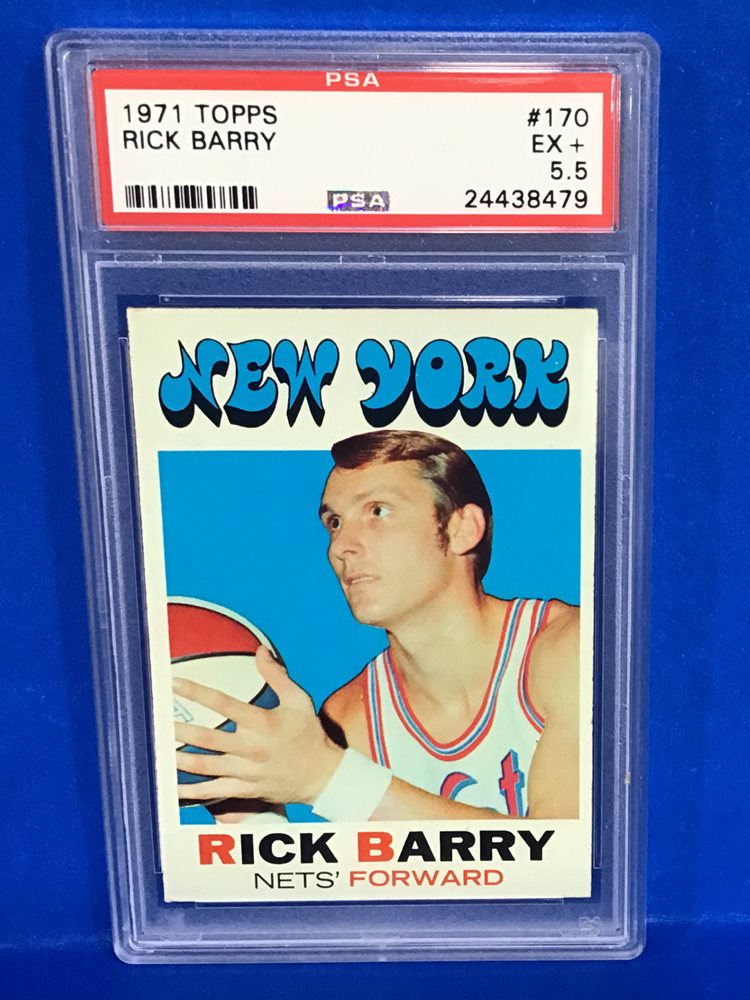 PSA
1971 TOPPS #170
RICK BARRY EX +
5.5
PSA 24438479
NEW YORK
RICK BARRY
NETS' FORWARD